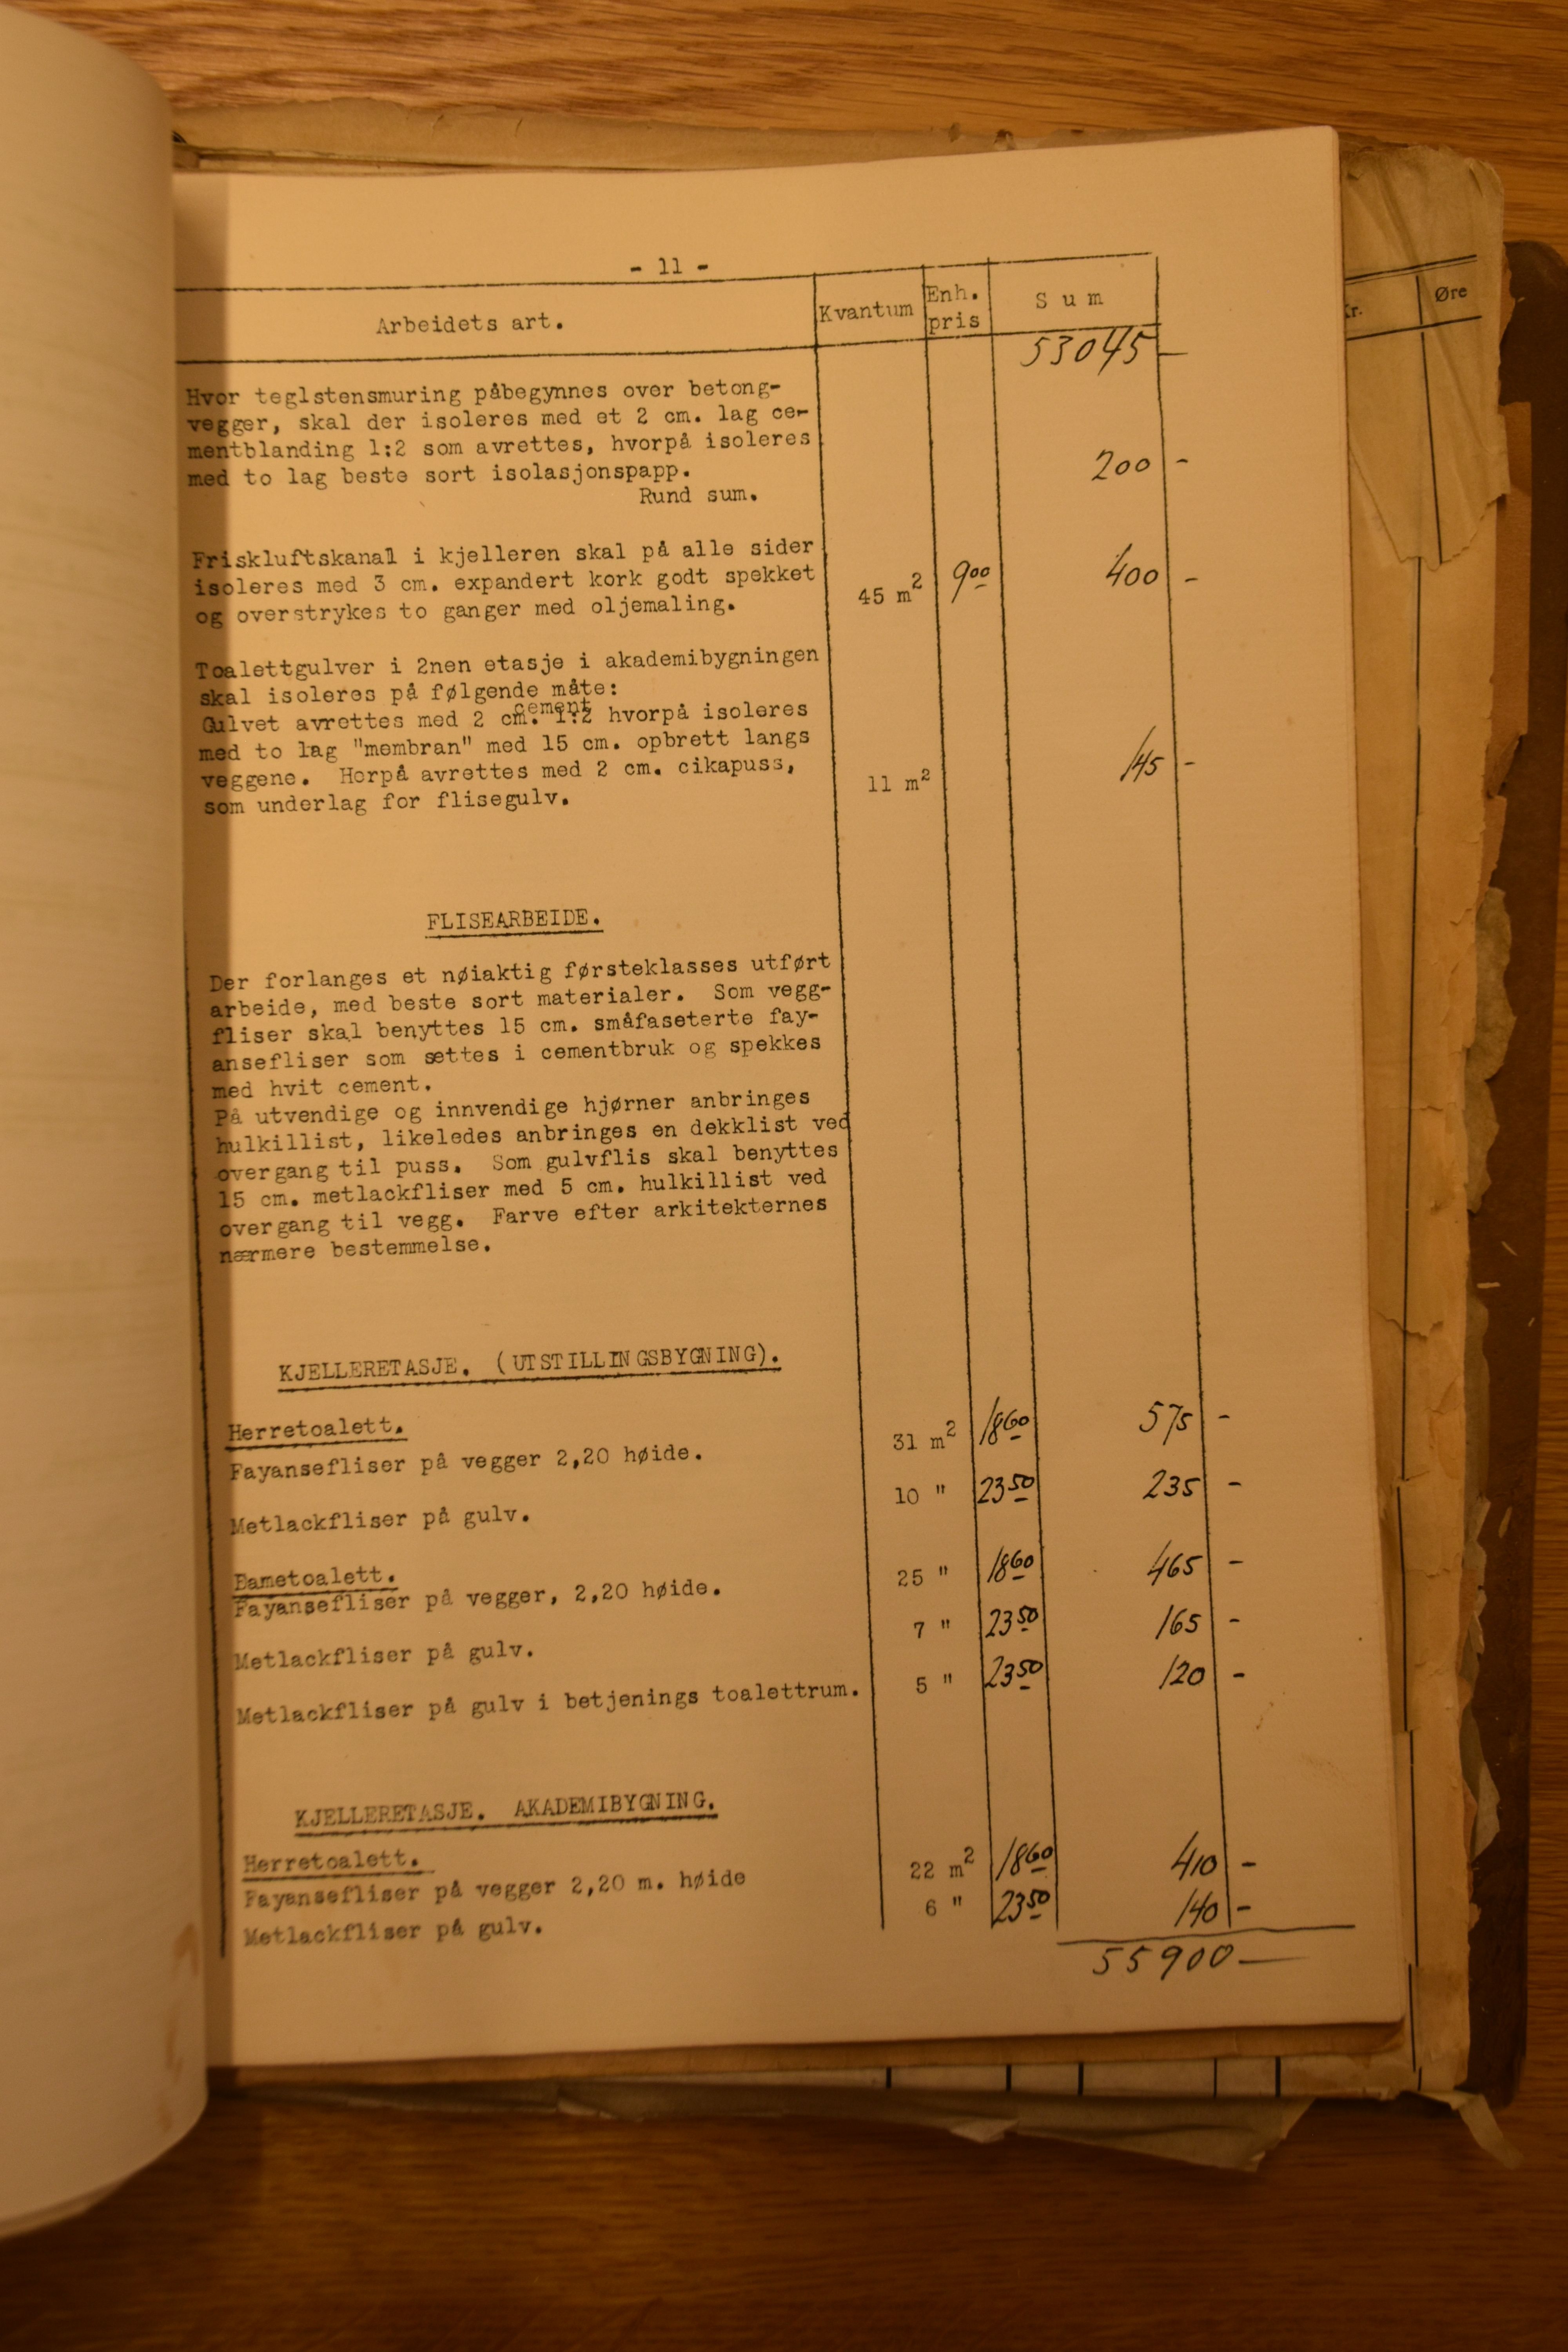 - 11 -
Arbeidets art.
Kvantum
Enh.
pris
Sum
53045 —
Hvor teglstensmuring påbegynnes over betong-
vegger, skal der isoleres med et 2 cm. lag ce-
mentblanding 1:2 som avrettes, hvorpå isoleres
med to lag beste sort isolasjonspapp.
Rund sum. 200 -
Friskluftskanal i kjelleren skal på alle sider
isoleres med 3 cm. expandert kork godt spekket
og overstrykes to ganger med oljemaling. 45 m2 900 400 -
Toalettgulver i 2nen etasje i akademibygningen
skal isoleres på følgende måte:
cement
Gulvet avrettes med 2 cm. 1:2 hvorpå isoleres
med to lag "membran" med 15 cm. opbrett langs
veggene. Herpå avrettes med 2 cm. cikapuss,
som underlag for flisegulv. 11 m2 145 -
FLISEARBEIDE.
Der forlanges et nøiaktig førsteklasses utført
arbeide, med beste sort materialer. Som vegg-
fliser skal benyttes 15 cm. småfaseterte fay-
ansefliser som settes i cementbruk og spekkes
med hvit cement.
På utvendige og innvendige hjørner anbringes
hulkillist, likeledes anbringes en dekklist ved
overgang til puss. Som gulvflis skal benyttes
15 cm. metlackfliser med 5 cm. hulkillist ved
overgang til vegg. Farve efter arkitekternes
nærmere bestemmelse.
KJELLERETASJE. (UTSTILLINGSBYGNING).
Herretoalett.
Fayansefliser på vegger 2,20 høide. 31 m2 1860 575 -
Metlackfliser på gulv. 10 " 2350 235 -
Dametoalett.
Fayansefliser på vegger, 2,20 høide. 25 " 1860 465 -
Metlackfliser på gulv. 7 " 2350 165 -
Metlackfliser på gulv i betjenings toalettrum. 5 " 2350 120 -
KJELLERETASJE. AKADEMIBYGNING.
Herretoalett.
Fayansefliser på vegger 2,20 m. høide 22 m2 1860 410 -
Metlackfliser på gulv. 6 " 2350 140 -
55900 —
Øre